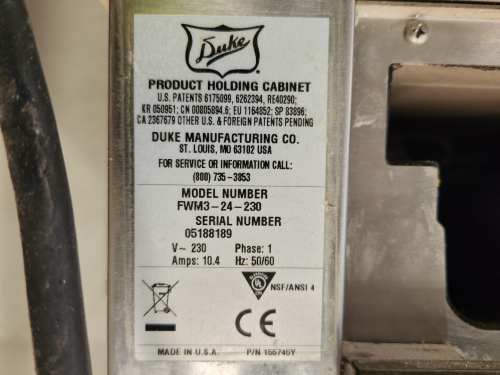 Duke
PRODUCT HOLDING CABINET
U.S. PATENTS 6175099, 6262394, RE40290;
KR 050951; CN 00805894.6; EU 1164852; SP 83896;
CA 2367679 OTHER U.S. & FOREIGN PATENTS PENDING
DUKE MANUFACTURING CO.
ST. LOUIS, MO 63102 USA
FOR SERVICE OR INFORMATION CALL:
(800) 735-3853
MODEL NUMBER
FWM3-24-230
SERIAL NUMBER
05188189
V~ 230 Phase: 1
Amps: 10.4 Hz: 50/60
UL NSF/ANSI 4
CE
MADE IN U.S.A. P/N 155745Y